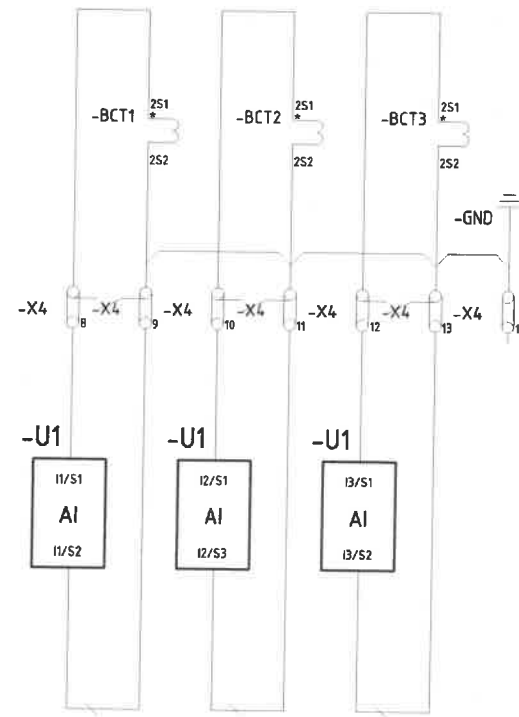 2S1 2S1 2S1
-BCT1 -BCT2 -BCT3
* * *
2S2 2S2 2S2
-GND
-X4 8 -X4 9 -X4 10 -X4 11 -X4 12 -X4 13 -X4 1
-U1 -U1 -U1
I1/S1 I2/S1 I3/S1
AI AI AI
I1/S2 I2/S3 I3/S2